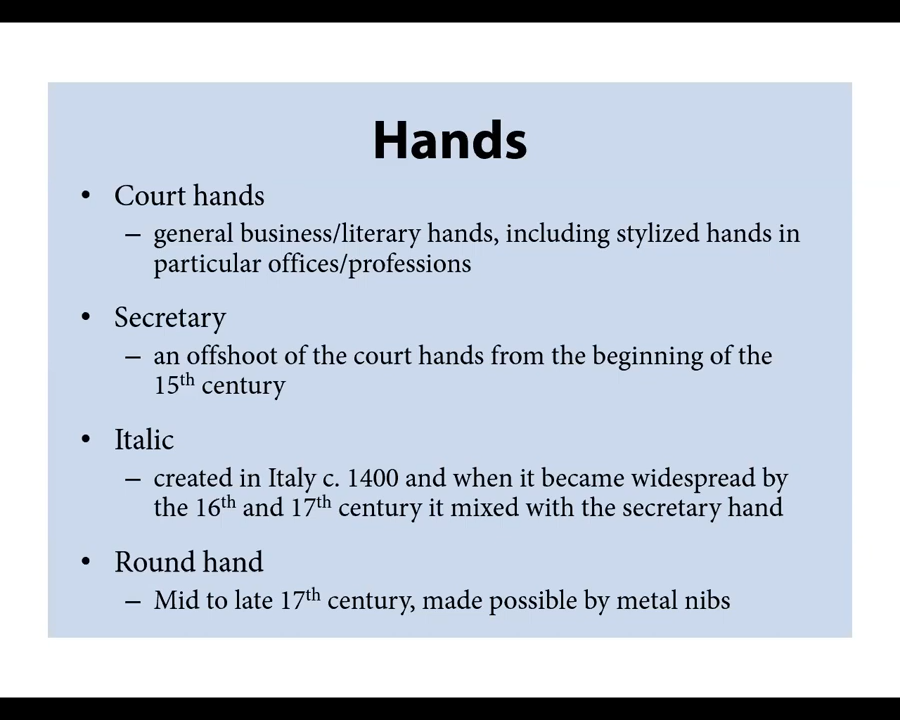 Hands
• Court hands
– general business/literary hands, including stylized hands in
particular offices/professions
• Secretary
– an offshoot of the court hands from the beginning of the
15th century
• Italic
– created in Italy c. 1400 and when it became widespread by
the 16th and 17th century it mixed with the secretary hand
• Round hand
– Mid to late 17th century, made possible by metal nibs